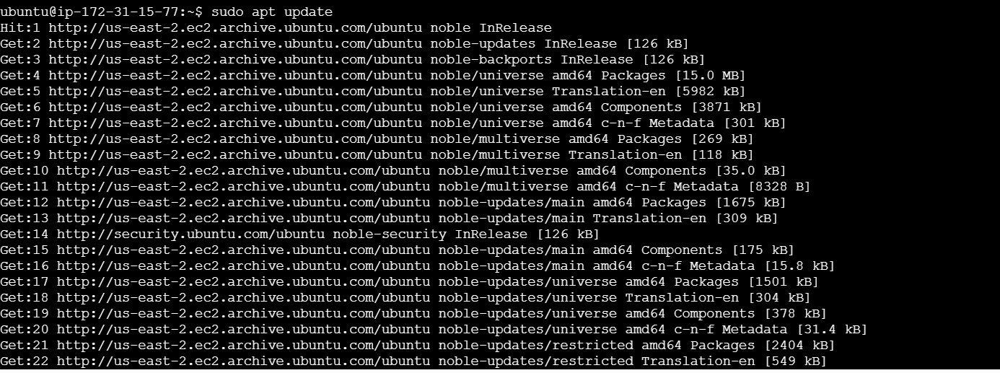 ubuntu@ip-172-31-15-77:~$ sudo apt update
Hit:1 http://us-east-2.ec2.archive.ubuntu.com/ubuntu noble InRelease
Get:2 http://us-east-2.ec2.archive.ubuntu.com/ubuntu noble-updates InRelease [126 kB]
Get:3 http://us-east-2.ec2.archive.ubuntu.com/ubuntu noble-backports InRelease [126 kB]
Get:4 http://us-east-2.ec2.archive.ubuntu.com/ubuntu noble/universe amd64 Packages [15.0 MB]
Get:5 http://us-east-2.ec2.archive.ubuntu.com/ubuntu noble/universe Translation-en [5982 kB]
Get:6 http://us-east-2.ec2.archive.ubuntu.com/ubuntu noble/universe amd64 Components [3871 kB]
Get:7 http://us-east-2.ec2.archive.ubuntu.com/ubuntu noble/universe amd64 c-n-f Metadata [301 kB]
Get:8 http://us-east-2.ec2.archive.ubuntu.com/ubuntu noble/multiverse amd64 Packages [269 kB]
Get:9 http://us-east-2.ec2.archive.ubuntu.com/ubuntu noble/multiverse Translation-en [118 kB]
Get:10 http://us-east-2.ec2.archive.ubuntu.com/ubuntu noble/multiverse amd64 Components [35.0 kB]
Get:11 http://us-east-2.ec2.archive.ubuntu.com/ubuntu noble/multiverse amd64 c-n-f Metadata [8328 B]
Get:12 http://us-east-2.ec2.archive.ubuntu.com/ubuntu noble-updates/main amd64 Packages [1675 kB]
Get:13 http://us-east-2.ec2.archive.ubuntu.com/ubuntu noble-updates/main Translation-en [309 kB]
Get:14 http://security.ubuntu.com/ubuntu noble-security InRelease [126 kB]
Get:15 http://us-east-2.ec2.archive.ubuntu.com/ubuntu noble-updates/main amd64 Components [175 kB]
Get:16 http://us-east-2.ec2.archive.ubuntu.com/ubuntu noble-updates/main amd64 c-n-f Metadata [15.8 kB]
Get:17 http://us-east-2.ec2.archive.ubuntu.com/ubuntu noble-updates/universe amd64 Packages [1501 kB]
Get:18 http://us-east-2.ec2.archive.ubuntu.com/ubuntu noble-updates/universe Translation-en [304 kB]
Get:19 http://us-east-2.ec2.archive.ubuntu.com/ubuntu noble-updates/universe amd64 Components [378 kB]
Get:20 http://us-east-2.ec2.archive.ubuntu.com/ubuntu noble-updates/universe amd64 c-n-f Metadata [31.4 kB]
Get:21 http://us-east-2.ec2.archive.ubuntu.com/ubuntu noble-updates/restricted amd64 Packages [2404 kB]
Get:22 http://us-east-2.ec2.archive.ubuntu.com/ubuntu noble-updates/restricted Translation-en [549 kB]